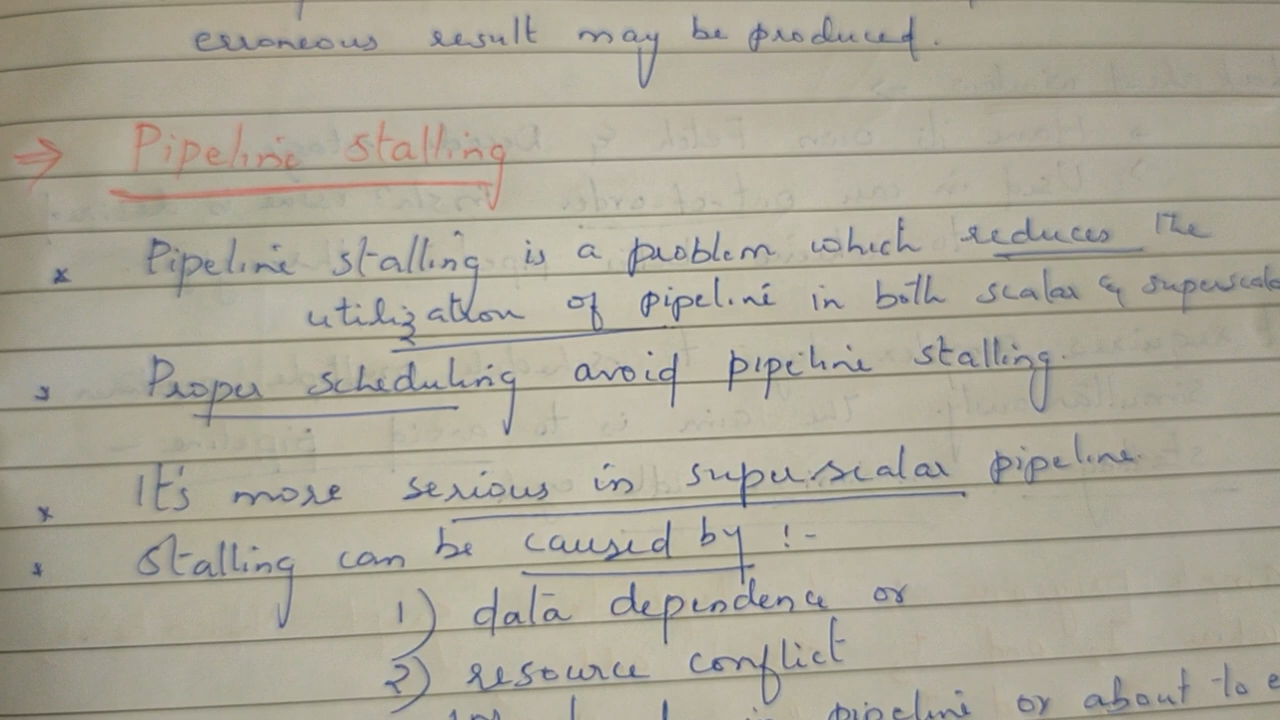 erroneous result may be produced.
⇒ Pipeline stalling
* Pipeline stalling is a problem which reduces the
utilization of pipeline in both scalar &
* Proper scheduling avoid pipeline stalling.
* It's more serious in superscalar pipeline.
* Stalling can be caused by :-
1) data dependence or
2) resource conflict
in pipeline or about to